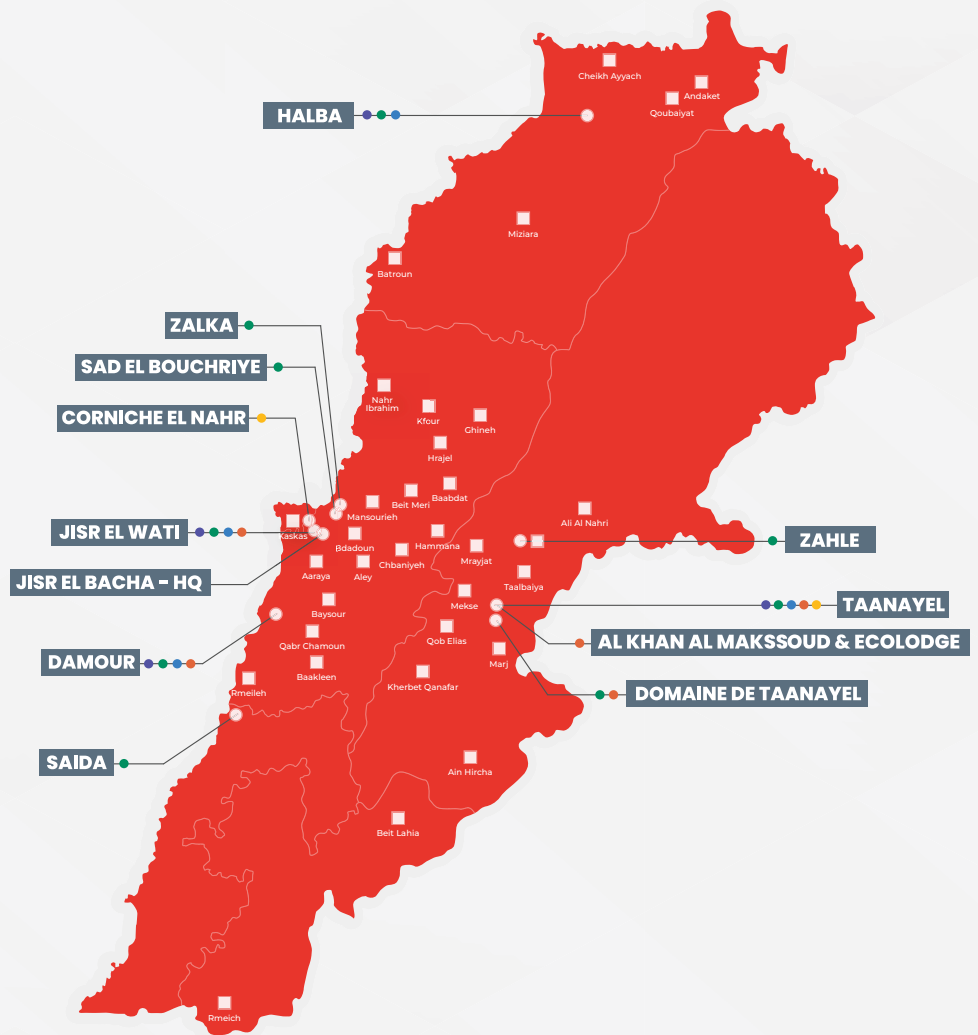 Cheikh Ayyach
Andaket
Qoubaiyat
HALBA
Miziara
Batroun
ZALKA
SAD EL BOUCHRIYE
CORNICHE EL NAHR
Nahr
Ibrahim
Kfour
Ghineh
Hrajel
Baabdat
Beit Meri
Mansourieh
Ali Al Nahri
Kaskas
JISR EL WATI
Bdadoun
Hammana
Mrayjat
ZAHLE
Chbaniyeh
Aaraya
Aley
Taalbaiya
JISR EL BACHA - HQ
Mekse
Baysour
TAANAYEL
Qob Elias
Qabr Chamoun
AL KHAN AL MAKSSOUD & ECOLODGE
DAMOUR
Marj
Baakleen
Kherbet Qanafar
Rmeileh
DOMAINE DE TAANAYEL
SAIDA
Ain Hircha
Beit Lahia
Rmeich